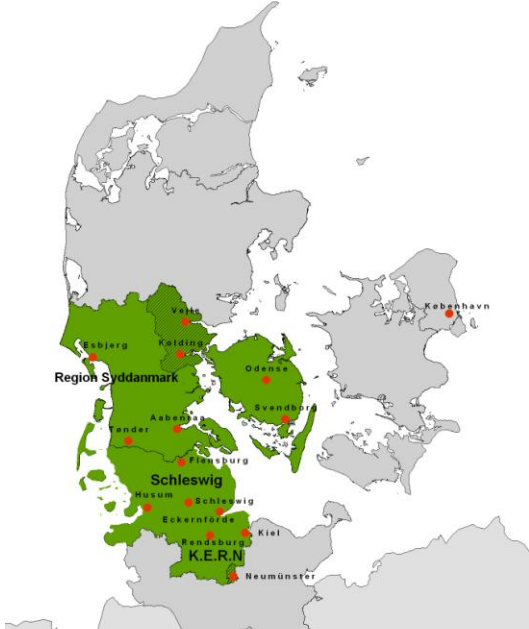 Vejle
København
Esbjerg
Kolding
Region Syddanmark
Odense
Svendborg
Aabenraa
Tønder
Flensburg
Schleswig
Husum
Schleswig
Eckernförde
Rendsburg
Kiel
K.E.R.N
Neumünster